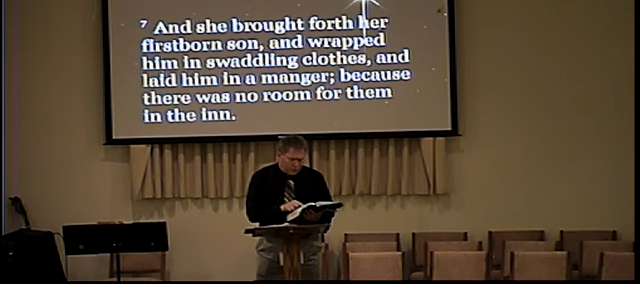 7 And she brought forth her
firstborn son, and wrapped
him in swaddling clothes, and
laid him in a manger; because
there was no room for them
in the inn.